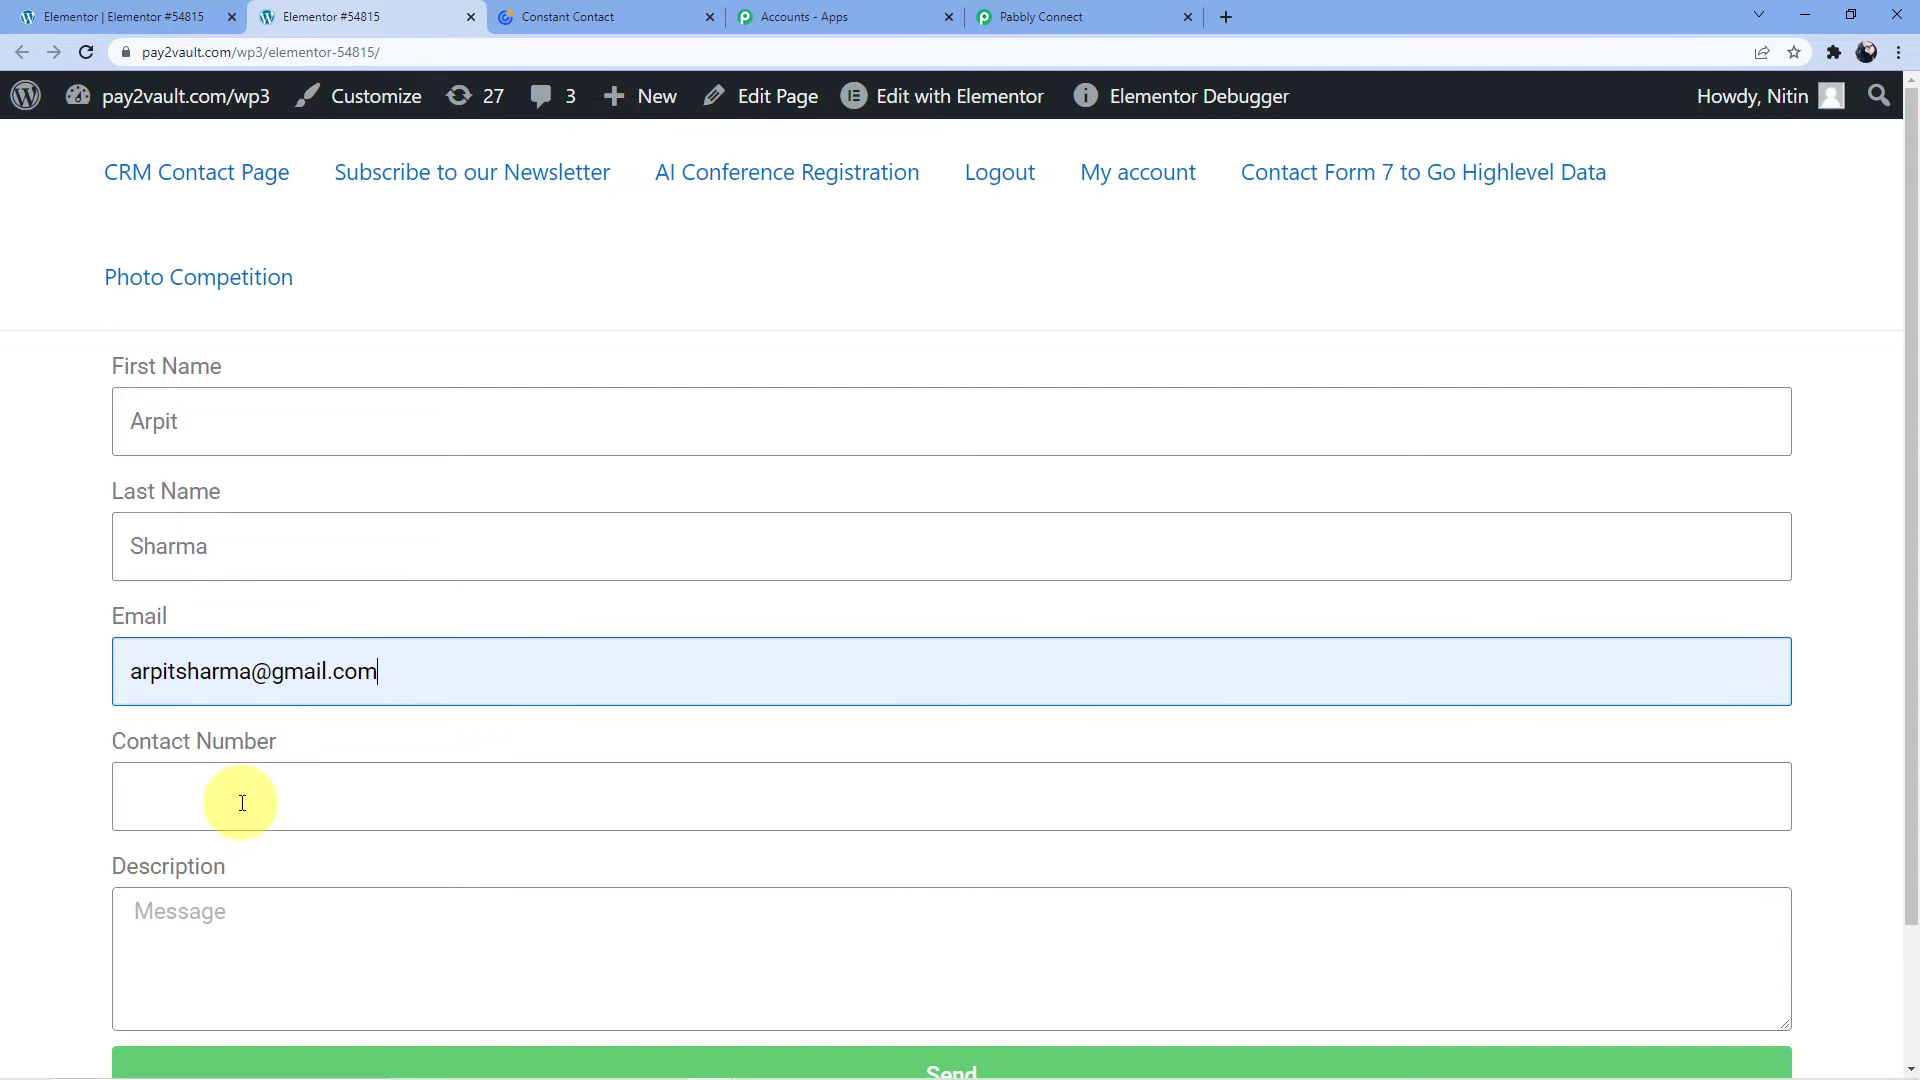 Elementor | Elementor #54815
Elementor #54815
Constant Contact
Accounts - Apps
Pabbly Connect
pay2vault.com/wp3/elementor-54815/
pay2vault.com/wp3
Customize
27
3
New
Edit Page
Edit with Elementor
Elementor Debugger
Howdy, Nitin
CRM Contact Page
Subscribe to our Newsletter
AI Conference Registration
Logout
My account
Contact Form 7 to Go Highlevel Data
Photo Competition
First Name
Arpit
Last Name
Sharma
Email
arpitsharma@gmail.com
Contact Number
Description
Message
Send